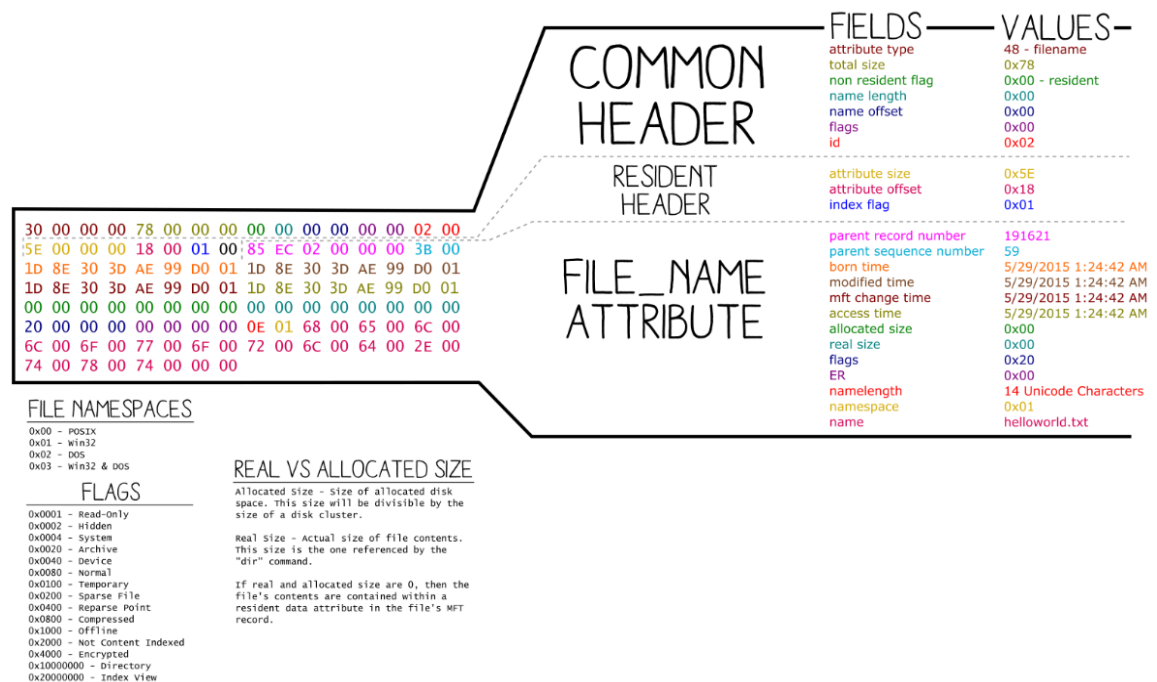 FIELDS VALUES
COMMON
HEADER
attribute type 48 - filename
total size 0x78
non resident flag 0x00 - resident
name length 0x00
name offset 0x00
flags 0x00
id 0x02
RESIDENT
HEADER
attribute size 0x5E
attribute offset 0x18
index flag 0x01
FILE_NAME
ATTRIBUTE
parent record number 191621
parent sequence number 59
born time 5/29/2015 1:24:42 AM
modified time 5/29/2015 1:24:42 AM
mft change time 5/29/2015 1:24:42 AM
access time 5/29/2015 1:24:42 AM
allocated size 0x00
real size 0x00
flags 0x20
ER 0x00
namelength 14 Unicode Characters
namespace 0x01
name helloworld.txt
30 00 00 00 78 00 00 00 00 00 00 00 00 00 02 00
5E 00 00 00 18 00 01 00 85 EC 02 00 00 00 3B 00
1D 8E 30 3D AE 99 D0 01 1D 8E 30 3D AE 99 D0 01
1D 8E 30 3D AE 99 D0 01 1D 8E 30 3D AE 99 D0 01
00 00 00 00 00 00 00 00 00 00 00 00 00 00 00 00
20 00 00 00 00 00 00 00 0E 01 68 00 65 00 6C 00
6C 00 6F 00 77 00 6F 00 72 00 6C 00 64 00 2E 00
74 00 78 00 74 00 00 00
FILE NAMESPACES
0x00 - POSIX
0x01 - Win32
0x02 - DOS
0x03 - Win32 & DOS
FLAGS
0x0001 - Read-Only
0x0002 - Hidden
0x0004 - System
0x0020 - Archive
0x0040 - Device
0x0080 - Normal
0x0100 - Temporary
0x0200 - Sparse File
0x0400 - Reparse Point
0x0800 - Compressed
0x1000 - Offline
0x2000 - Not Content Indexed
0x4000 - Encrypted
0x10000000 - Directory
0x20000000 - Index View
REAL VS ALLOCATED SIZE
Allocated Size - Size of allocated disk
space. This size will be divisible by the
size of a disk cluster.
Real Size - Actual size of file contents.
This size is the one referenced by the
"dir" command.
If real and allocated size are 0, then the
file's contents are contained within a
resident data attribute in the file's MFT
record.